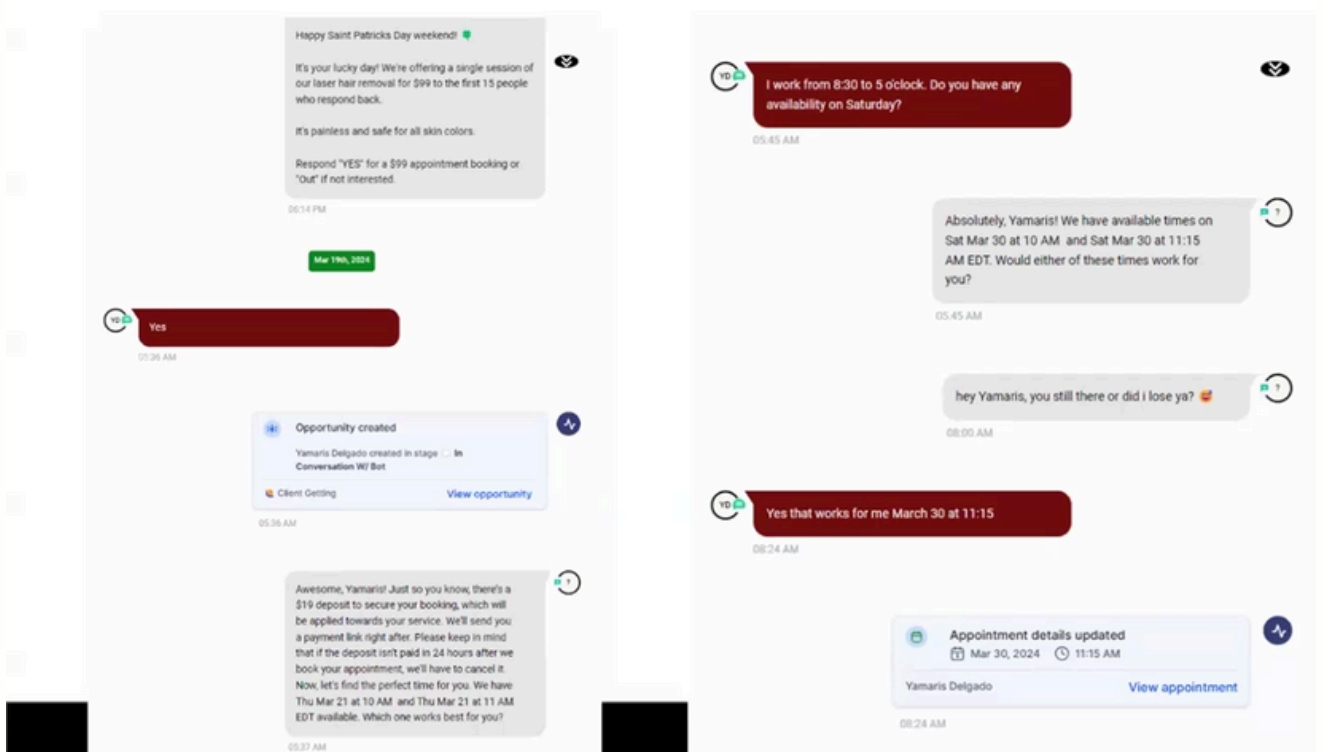 Happy Saint Patricks Day weekend!
It's your lucky day! We're offering a single session of
our laser hair removal for $99 to the first 15 people
who respond back.
It's painless and safe for all skin colors.
Respond "YES" for a $99 appointment booking or
"Out" if not interested.
06:14 PM
Mar 19th, 2024
YD
Yes
05:36 AM
Opportunity created
Yamaris Delgado created in stage In
Conversation W/ Bot
Client Getting
View opportunity
05:36 AM
?
Awesome, Yamaris! Just so you know, there's a
$19 deposit to secure your booking, which will
be applied towards your service. We'll send you
a payment link right after. Please keep in mind
that if the deposit isn't paid in 24 hours after we
book your appointment, we'll have to cancel it.
Now, let's find the perfect time for you. We have
Thu Mar 21 at 10 AM and Thu Mar 21 at 11 AM
EDT available. Which one works best for you?
05:37 AM
YD
I work from 8:30 to 5 o'clock. Do you have any
availability on Saturday?
05:45 AM
?
Absolutely, Yamaris! We have available times on
Sat Mar 30 at 10 AM and Sat Mar 30 at 11:15
AM EDT. Would either of these times work for
you?
05:45 AM
?
hey Yamaris, you still there or did i lose ya? 😅
08:00 AM
YD
Yes that works for me March 30 at 11:15
08:24 AM
Appointment details updated
Mar 30, 2024 11:15 AM
Yamaris Delgado
View appointment
08:24 AM